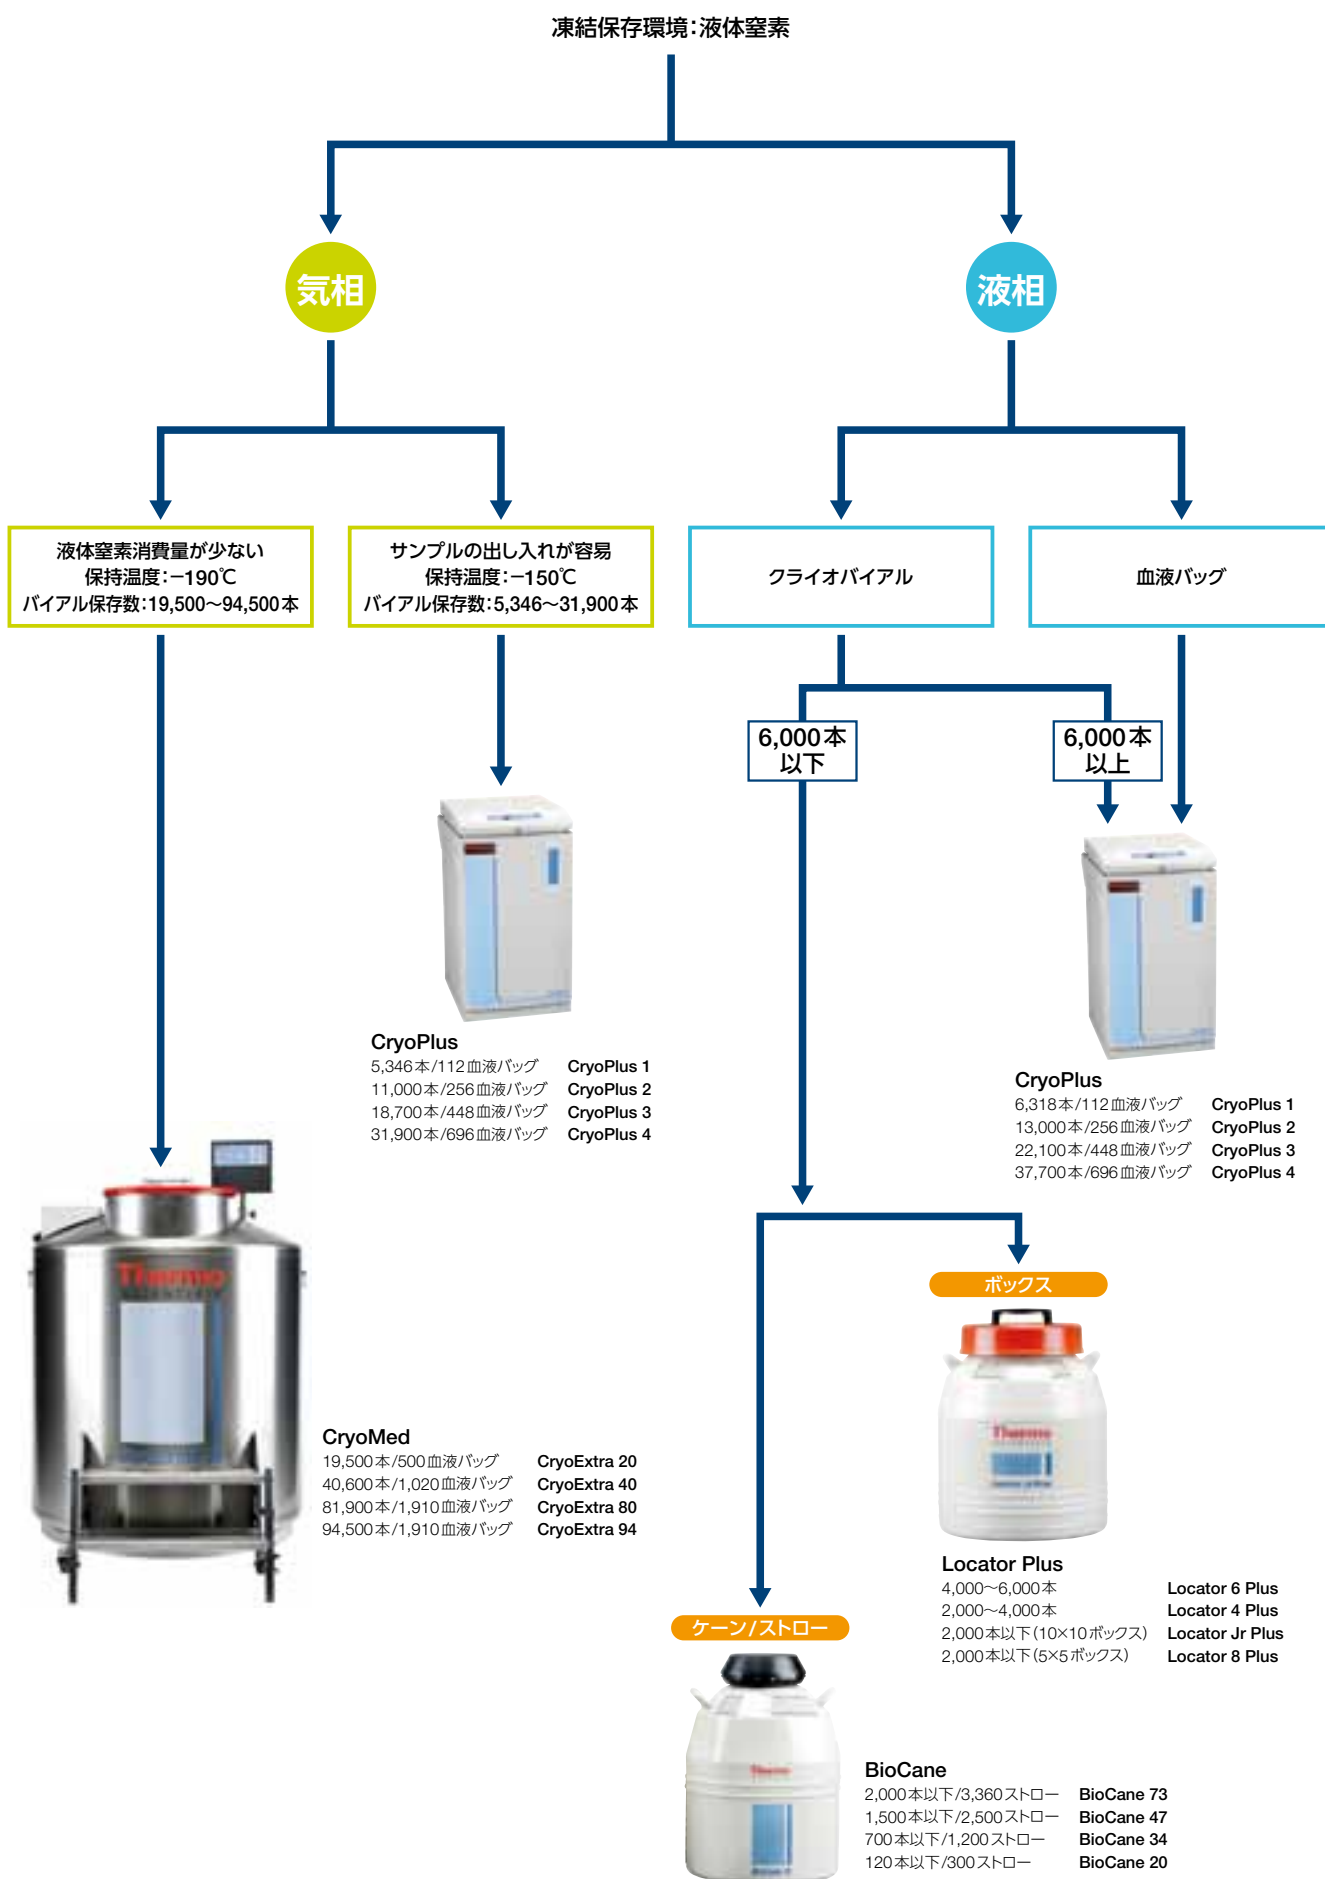 凍結保存環境：液体窒素
気相
液相
液体窒素消費量が少ない
保持温度：−190℃
バイアル保存数：19,500〜94,500本
サンプルの出し入れが容易
保持温度：−150℃
バイアル保存数：5,346〜31,900本
クライオバイアル
血液バッグ
6,000本
以下
6,000本
以上
CryoPlus
5,346本/112血液バッグ CryoPlus 1
11,000本/256血液バッグ CryoPlus 2
18,700本/448血液バッグ CryoPlus 3
31,900本/696血液バッグ CryoPlus 4
CryoPlus
6,318本/112血液バッグ CryoPlus 1
13,000本/256血液バッグ CryoPlus 2
22,100本/448血液バッグ CryoPlus 3
37,700本/696血液バッグ CryoPlus 4
Thermo
SCIENTIFIC
CryoMed
19,500本/500血液バッグ CryoExtra 20
40,600本/1,020血液バッグ CryoExtra 40
81,900本/1,910血液バッグ CryoExtra 80
94,500本/1,910血液バッグ CryoExtra 94
ボックス
Thermo
Locator Plus
4,000〜6,000本 Locator 6 Plus
2,000〜4,000本 Locator 4 Plus
2,000本以下（10×10ボックス） Locator Jr Plus
2,000本以下（5×5ボックス） Locator 8 Plus
ケーン/ストロー
Thermo
BioCane
2,000本以下/3,360ストロー BioCane 73
1,500本以下/2,500ストロー BioCane 47
700本以下/1,200ストロー BioCane 34
120本以下/300ストロー BioCane 20